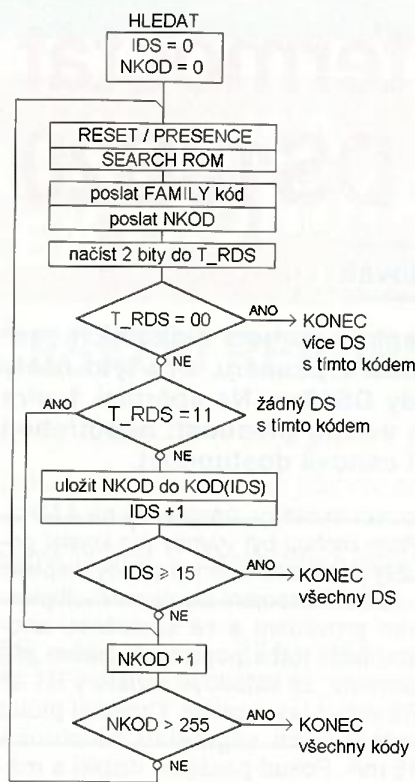 HLEDAT
IDS = 0
NKOD = 0
RESET / PRESENCE
SEARCH ROM
poslat FAMILY kód
poslat NKOD
načíst 2 bity do T_RDS
T_RDS = 00
ANO
KONEC
více DS
s tímto kódem
NE
ANO
T_RDS = 11
žádný DS
s tímto kódem
NE
uložit NKOD do KOD(IDS)
IDS +1
IDS ⩾ 15
ANO
KONEC
všechny DS
NE
NKOD +1
NKOD > 255
ANO
KONEC
všechny kódy
NE